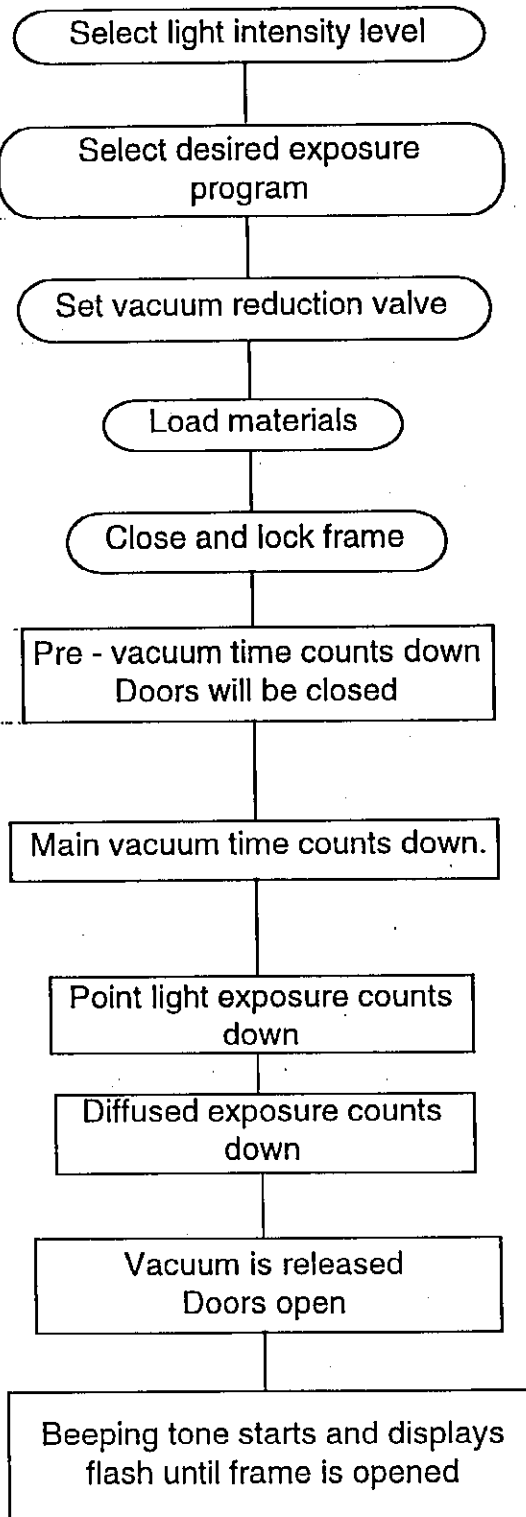 Select light intensity level
Select desired exposure
program
Set vacuum reduction valve
Load materials
Close and lock frame
Pre - vacuum time counts down
Doors will be closed
Main vacuum time counts down.
Point light exposure counts
down
Diffused exposure counts
down
Vacuum is released
Doors open
Beeping tone starts and displays
flash until frame is opened